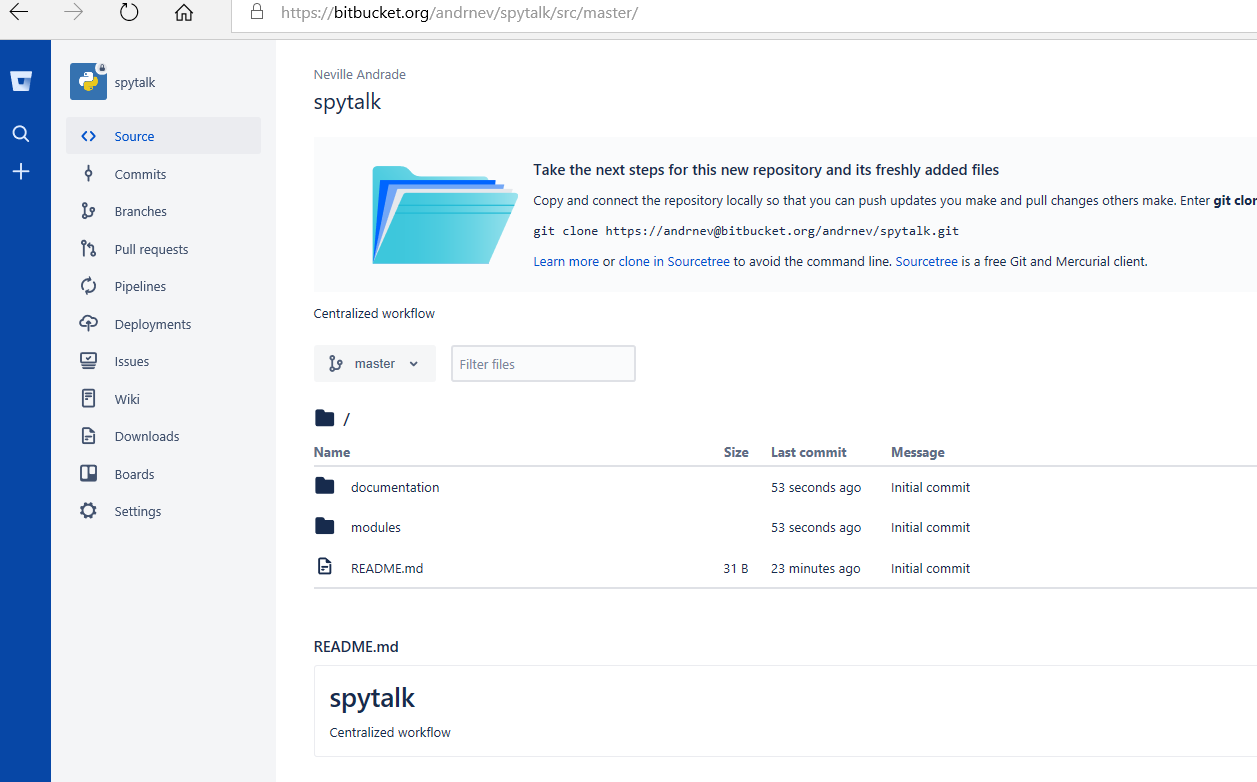 https://bitbucket.org/andrnev/spytalk/src/master/
spytalk
Source
Commits
Branches
Pull requests
Pipelines
Deployments
Issues
Wiki
Downloads
Boards
Settings
Neville Andrade
spytalk
Take the next steps for this new repository and its freshly added files
Copy and connect the repository locally so that you can push updates you make and pull changes others make. Enter git clon
git clone https://andrnev@bitbucket.org/andrnev/spytalk.git
Learn more or clone in Sourcetree to avoid the command line. Sourcetree is a free Git and Mercurial client.
Centralized workflow
master Filter files
/
Name Size Last commit Message
documentation 53 seconds ago Initial commit
modules 53 seconds ago Initial commit
README.md 31 B 23 minutes ago Initial commit
README.md
spytalk
Centralized workflow